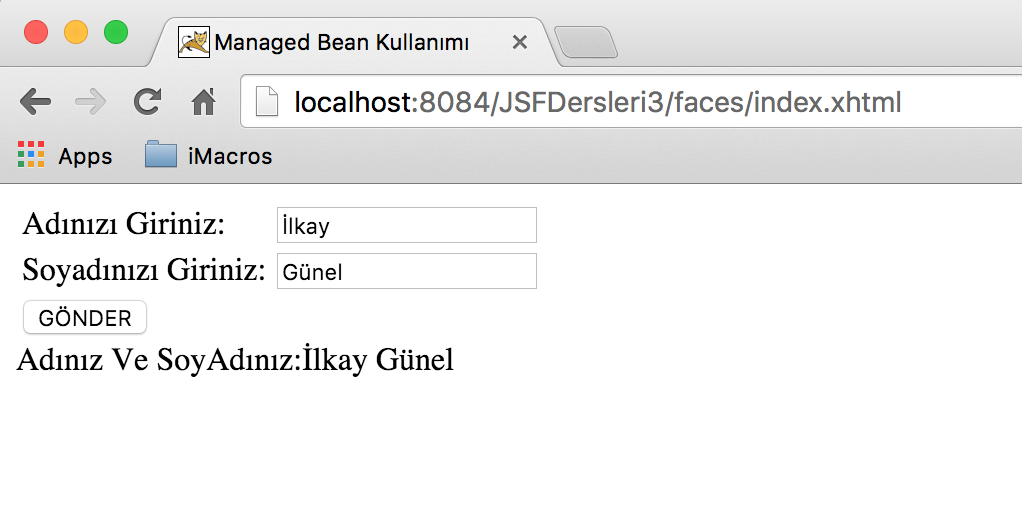 Managed Bean Kullanımı
localhost:8084/JSFDersleri3/faces/index.xhtml
Apps iMacros
Adınızı Giriniz: İlkay
Soyadınızı Giriniz: Günel
GÖNDER
Adınız Ve SoyAdınız:İlkay Günel